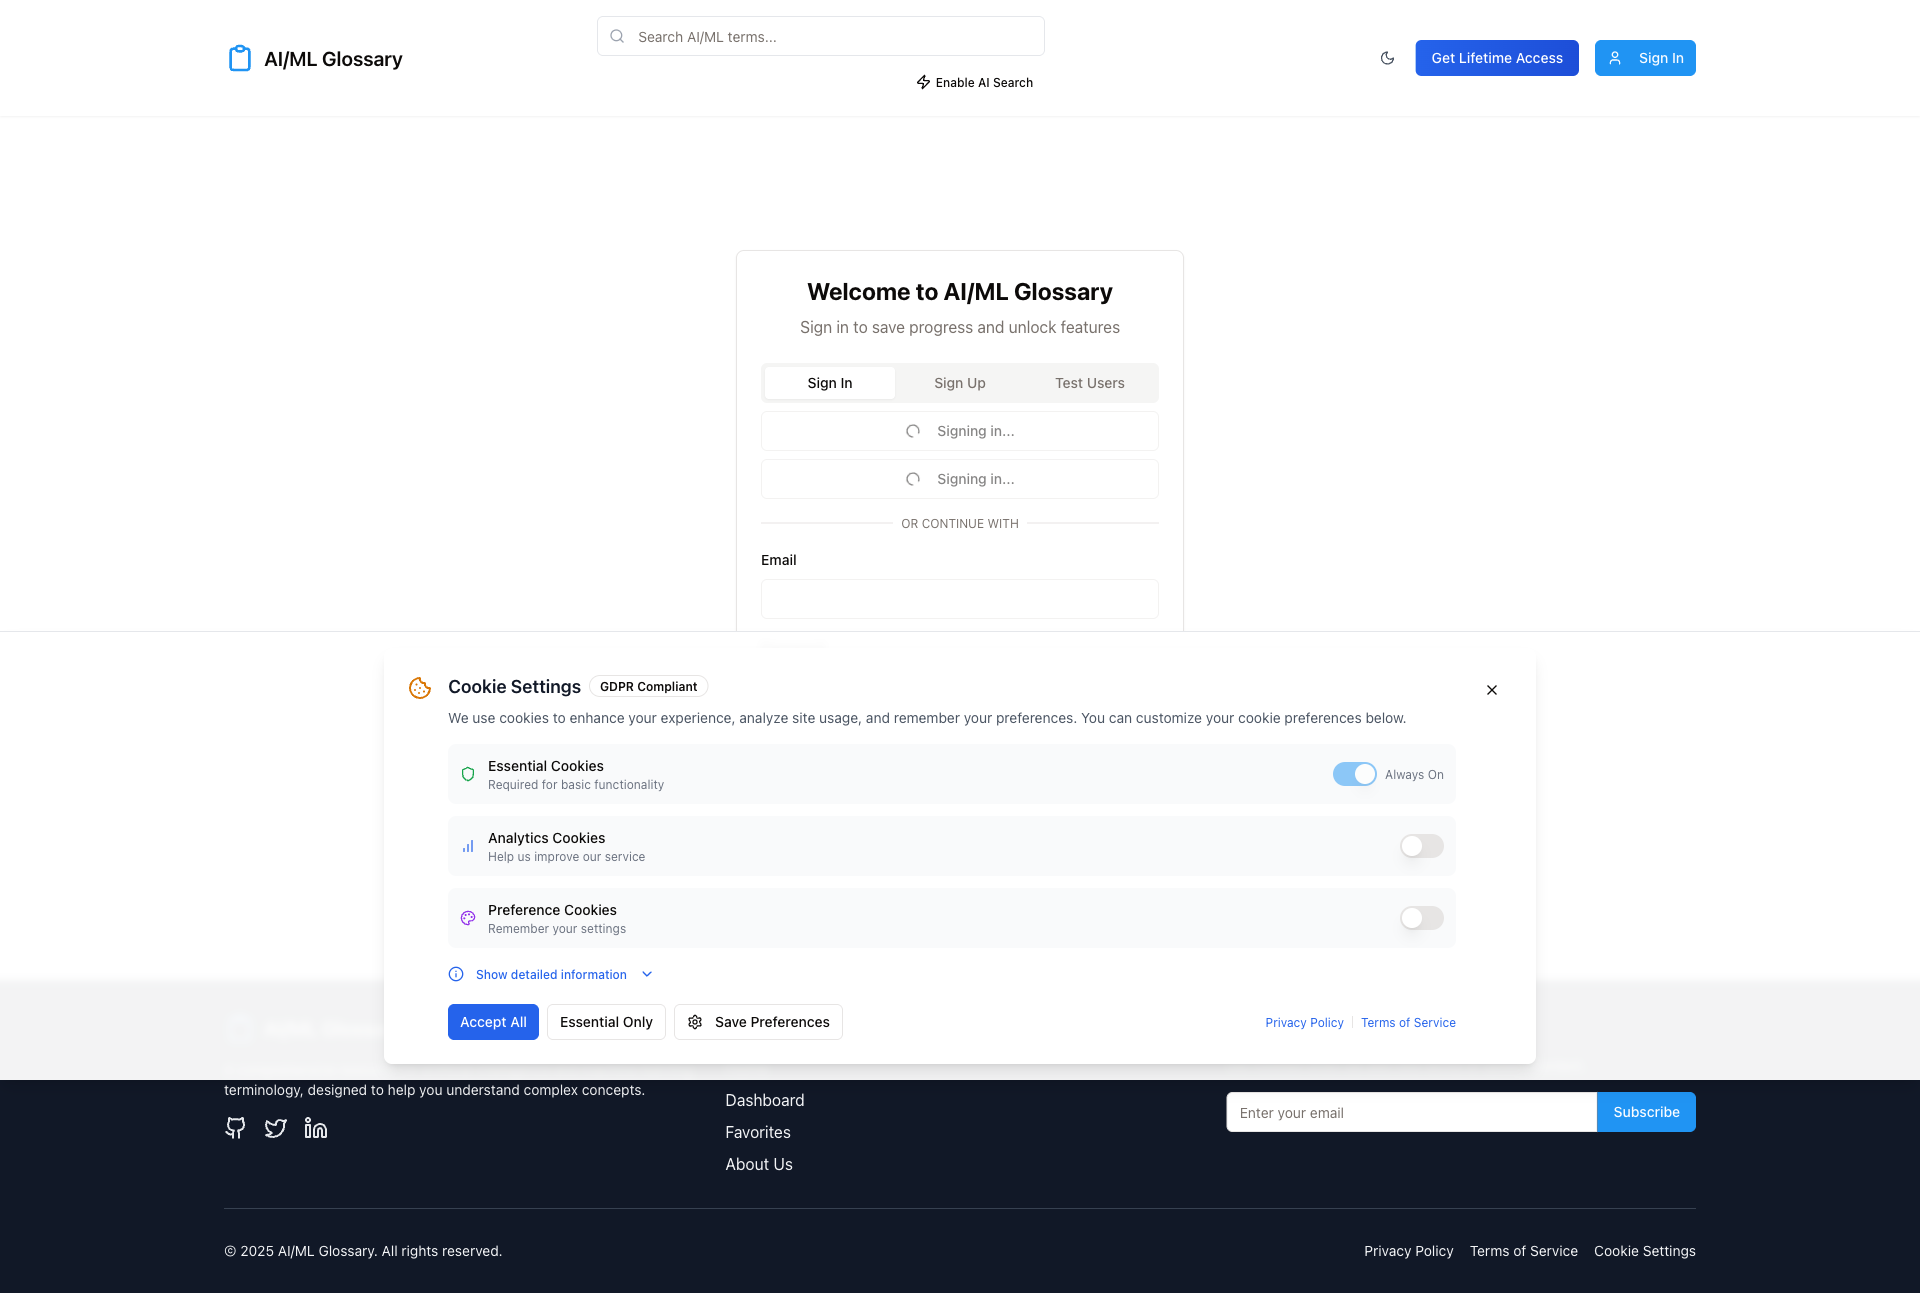 AI/ML Glossary
Search AI/ML terms...
Enable AI Search
Get Lifetime Access
Sign In
Welcome to AI/ML Glossary
Sign in to save progress and unlock features
Sign In
Sign Up
Test Users
Signing in...
Signing in...
OR CONTINUE WITH
Email
Cookie Settings
GDPR Compliant
We use cookies to enhance your experience, analyze site usage, and remember your preferences. You can customize your cookie preferences below.
Essential Cookies
Required for basic functionality
Always On
Analytics Cookies
Help us improve our service
Preference Cookies
Remember your settings
Show detailed information
Accept All
Essential Only
Save Preferences
Privacy Policy
Terms of Service
terminology, designed to help you understand complex concepts.
Dashboard
Favorites
About Us
Enter your email
Subscribe
© 2025 AI/ML Glossary. All rights reserved.
Privacy Policy
Terms of Service
Cookie Settings